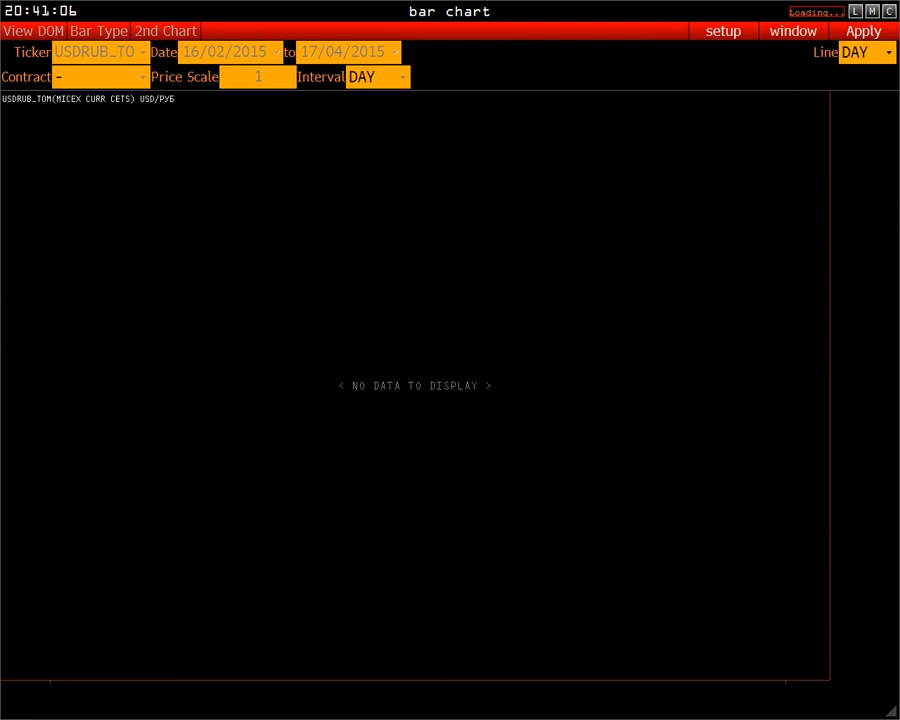 20:41:06 bar chart Loading... L M C
View DOM Bar Type 2nd Chart setup window Apply
Ticker USDRUB_TO Date 16/02/2015 to 17/04/2015 Line DAY
Contract - Price Scale 1 Interval DAY
USDRUB_TOM(MICEX CURR CETS) USD/РУБ
< NO DATA TO DISPLAY >